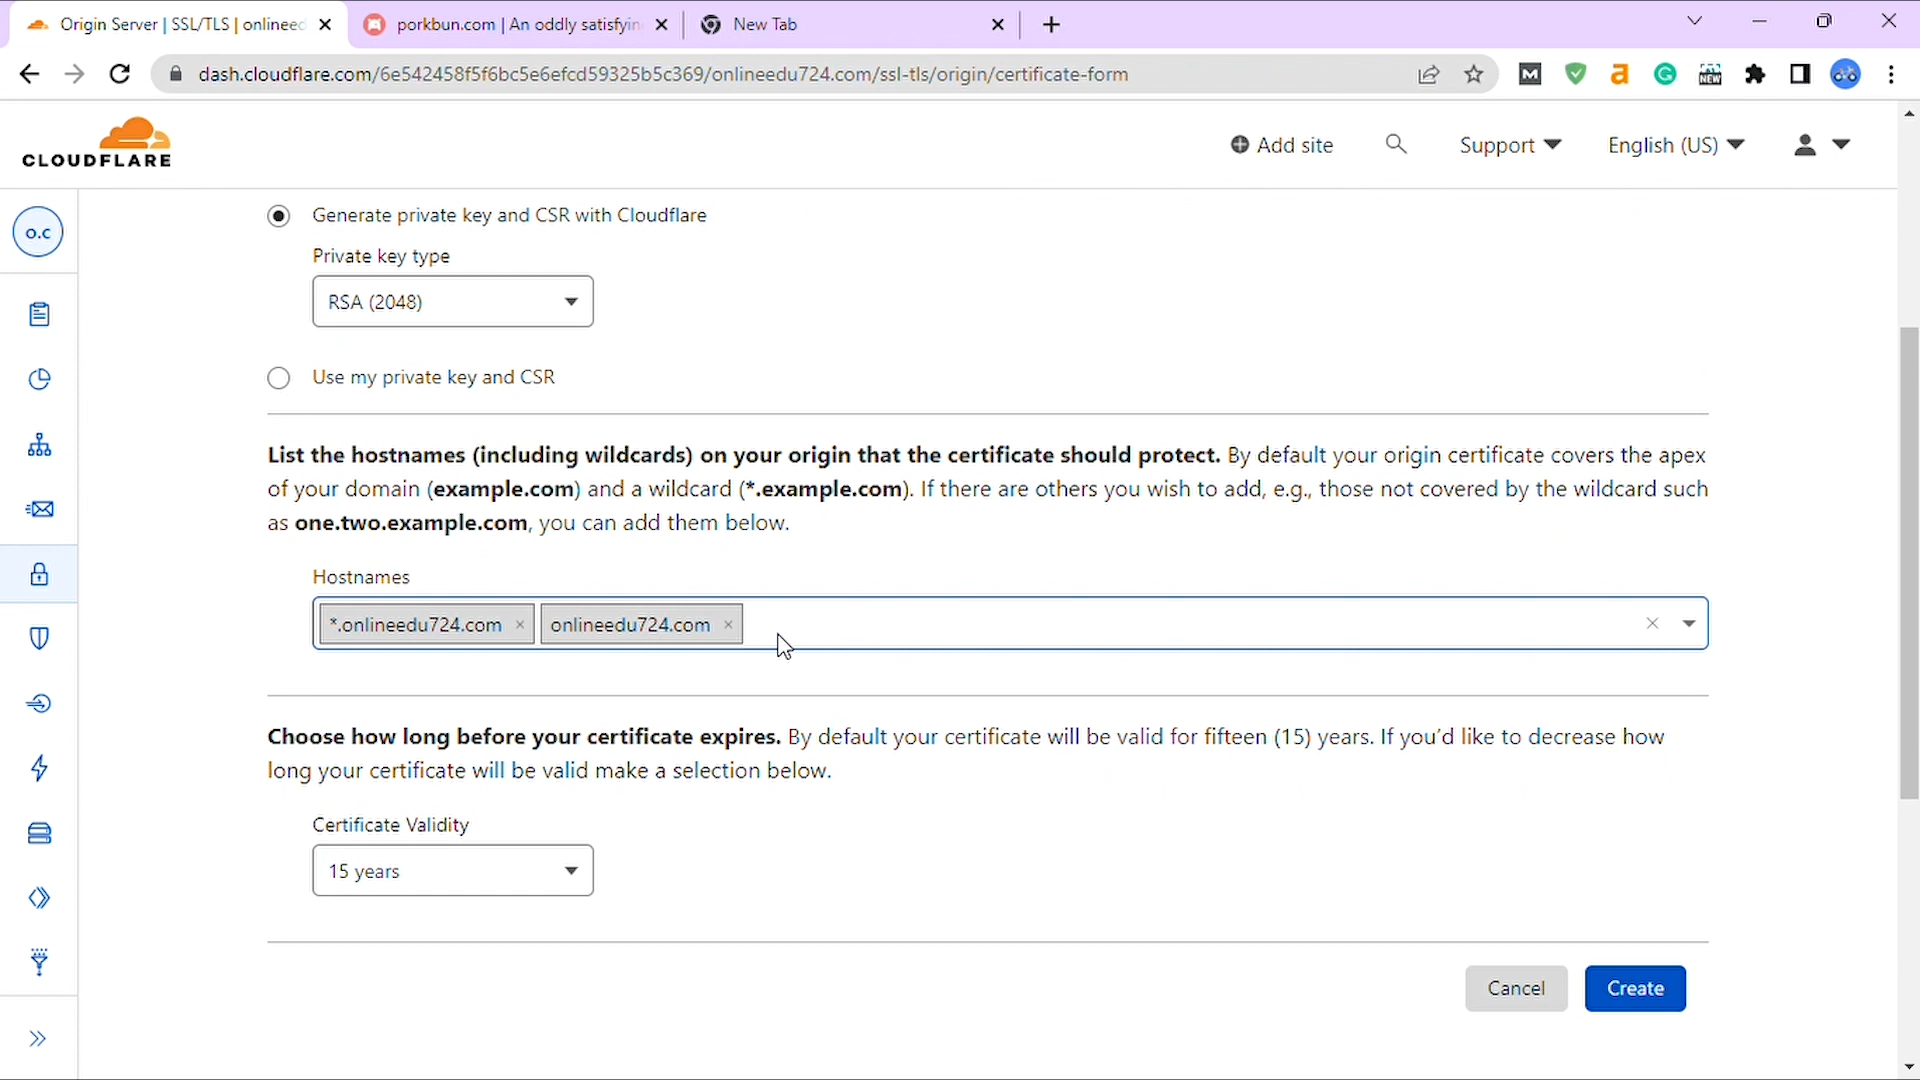 Origin Server | SSL/TLS | onlineed
porkbun.com | An oddly satisfyin
New Tab
dash.cloudflare.com/6e542458f5f6bc5e6efcd59325b5c369/onlineedu724.com/ssl-tls/origin/certificate-form
M
a
G
NEW
CLOUDFLARE
Add site
Support
English (US)
o.c
Generate private key and CSR with Cloudflare
Private key type
RSA (2048)
Use my private key and CSR
List the hostnames (including wildcards) on your origin that the certificate should protect. By default your origin certificate covers the apex
of your domain (example.com) and a wildcard (*.example.com). If there are others you wish to add, e.g., those not covered by the wildcard such
as one.two.example.com, you can add them below.
Hostnames
*.onlineedu724.com × onlineedu724.com ×
Choose how long before your certificate expires. By default your certificate will be valid for fifteen (15) years. If you'd like to decrease how
long your certificate will be valid make a selection below.
Certificate Validity
15 years
Cancel
Create